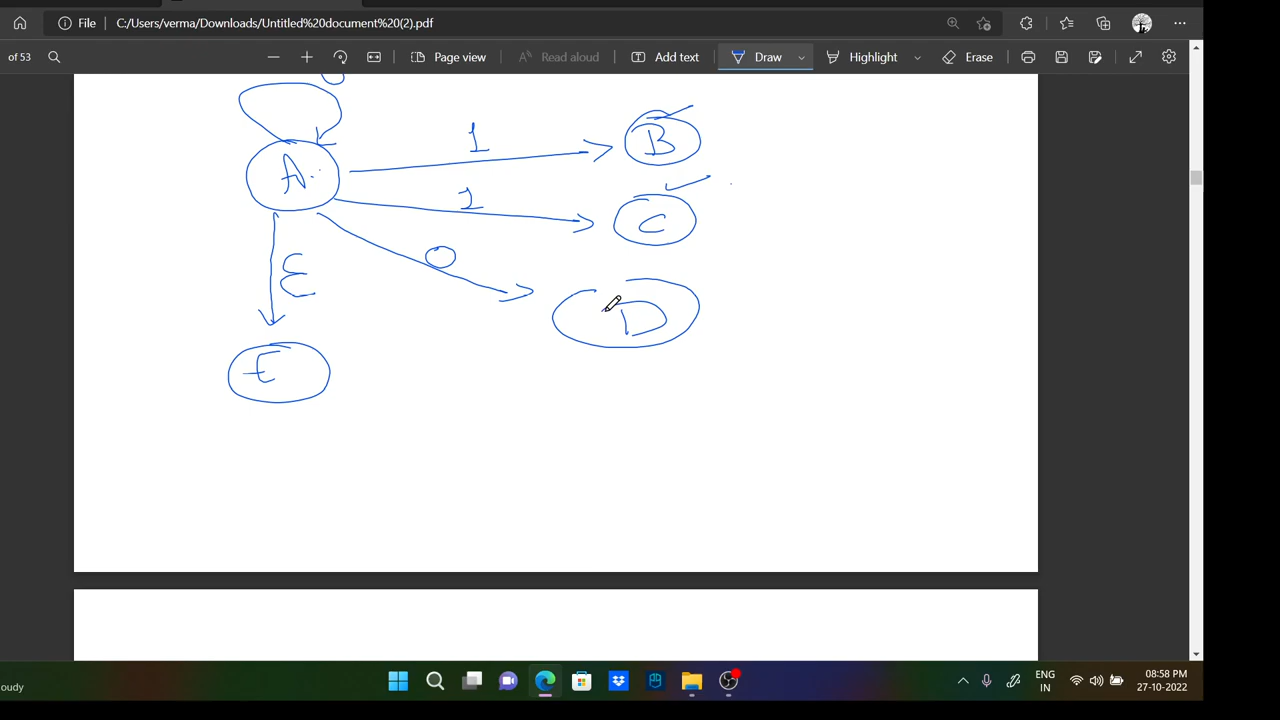 File C:/Users/verma/Downloads/Untitled%20document%20(2).pdf
of 53 Page view Read aloud Add text Draw Highlight Erase
1 B
A
1 C
0
ε
D
E
oudy
ENG
IN
08:58 PM
27-10-2022